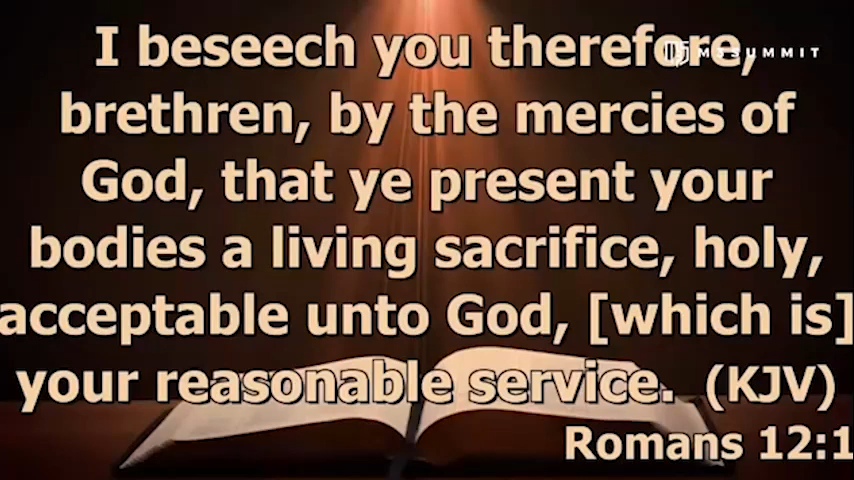 I beseech you therefore,
M3SUMMIT
brethren, by the mercies of
God, that ye present your
bodies a living sacrifice, holy,
acceptable unto God, [which is]
your reasonable service. (KJV)
Romans 12:1